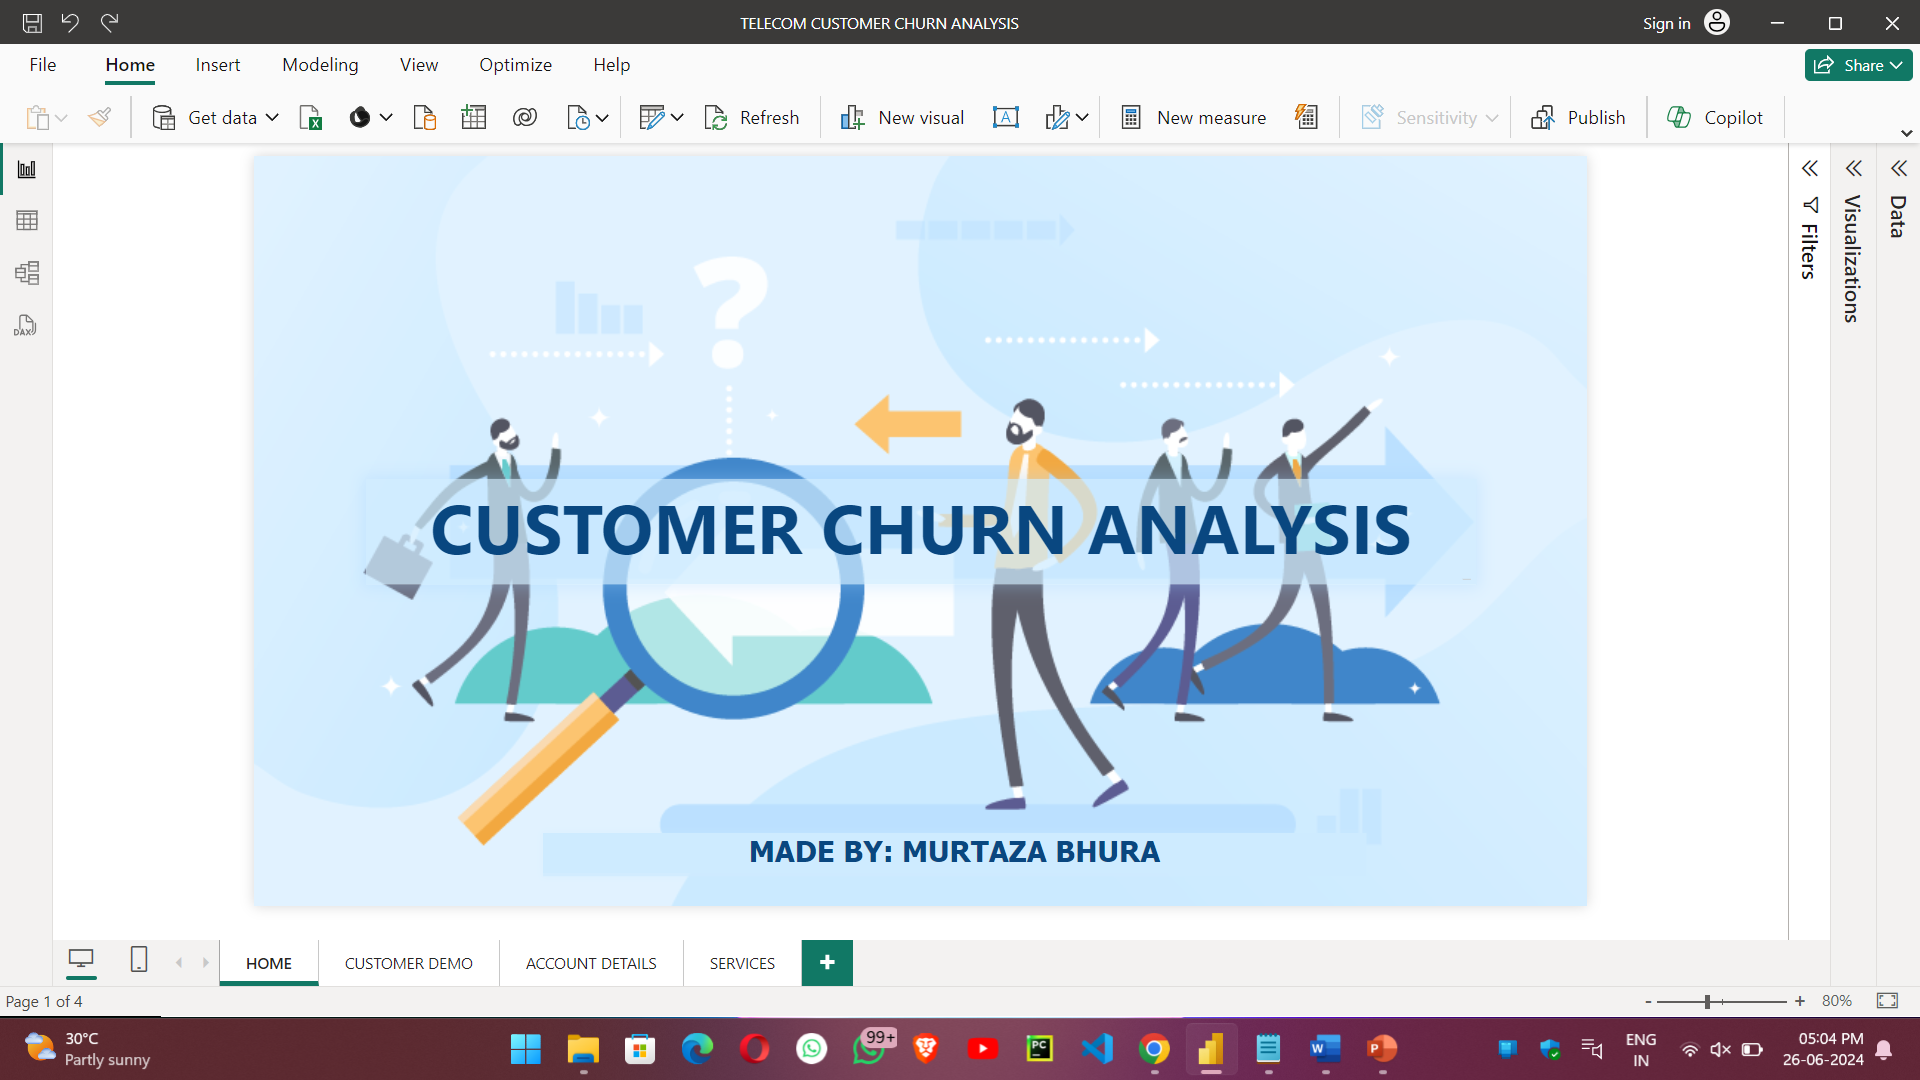 TELECOM CUSTOMER CHURN ANALYSIS
Sign in
File Home Insert Modeling View Optimize Help
Share
Get data
Refresh
New visual
A
New measure
Sensitivity
Publish
Copilot
DAX
Filters
Visualizations
Data
?
CUSTOMER CHURN ANALYSIS
MADE BY: MURTAZA BHURA
HOME CUSTOMER DEMO ACCOUNT DETAILS SERVICES +
Page 1 of 4
- + 80%
30°C
Partly sunny
99+
PC
W
P
ENG
IN
05:04 PM
26-06-2024